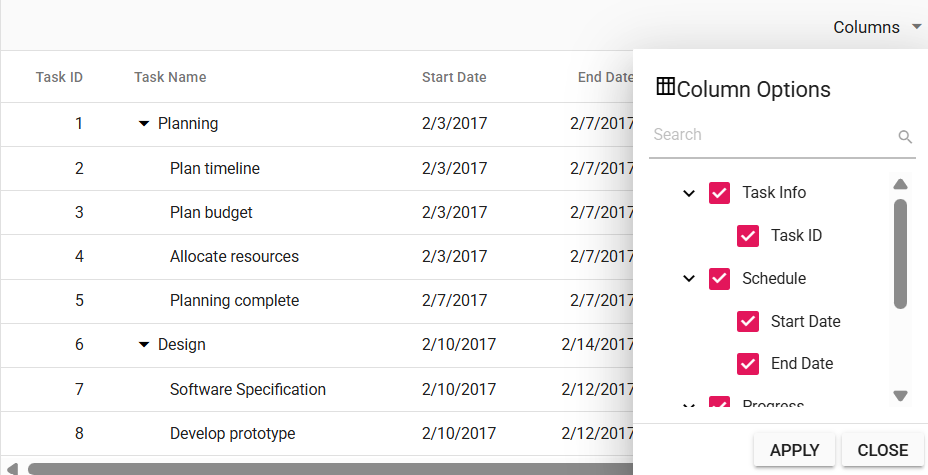 Columns
Task ID Task Name Start Date End Date
1 Planning 2/3/2017 2/7/2017
2 Plan timeline 2/3/2017 2/7/2017
3 Plan budget 2/3/2017 2/7/2017
4 Allocate resources 2/3/2017 2/7/2017
5 Planning complete 2/7/2017 2/7/2017
6 Design 2/10/2017 2/14/2017
7 Software Specification 2/10/2017 2/12/2017
8 Develop prototype 2/10/2017 2/12/2017
Column Options
Search
Task Info
Task ID
Schedule
Start Date
End Date
Progress
APPLY CLOSE